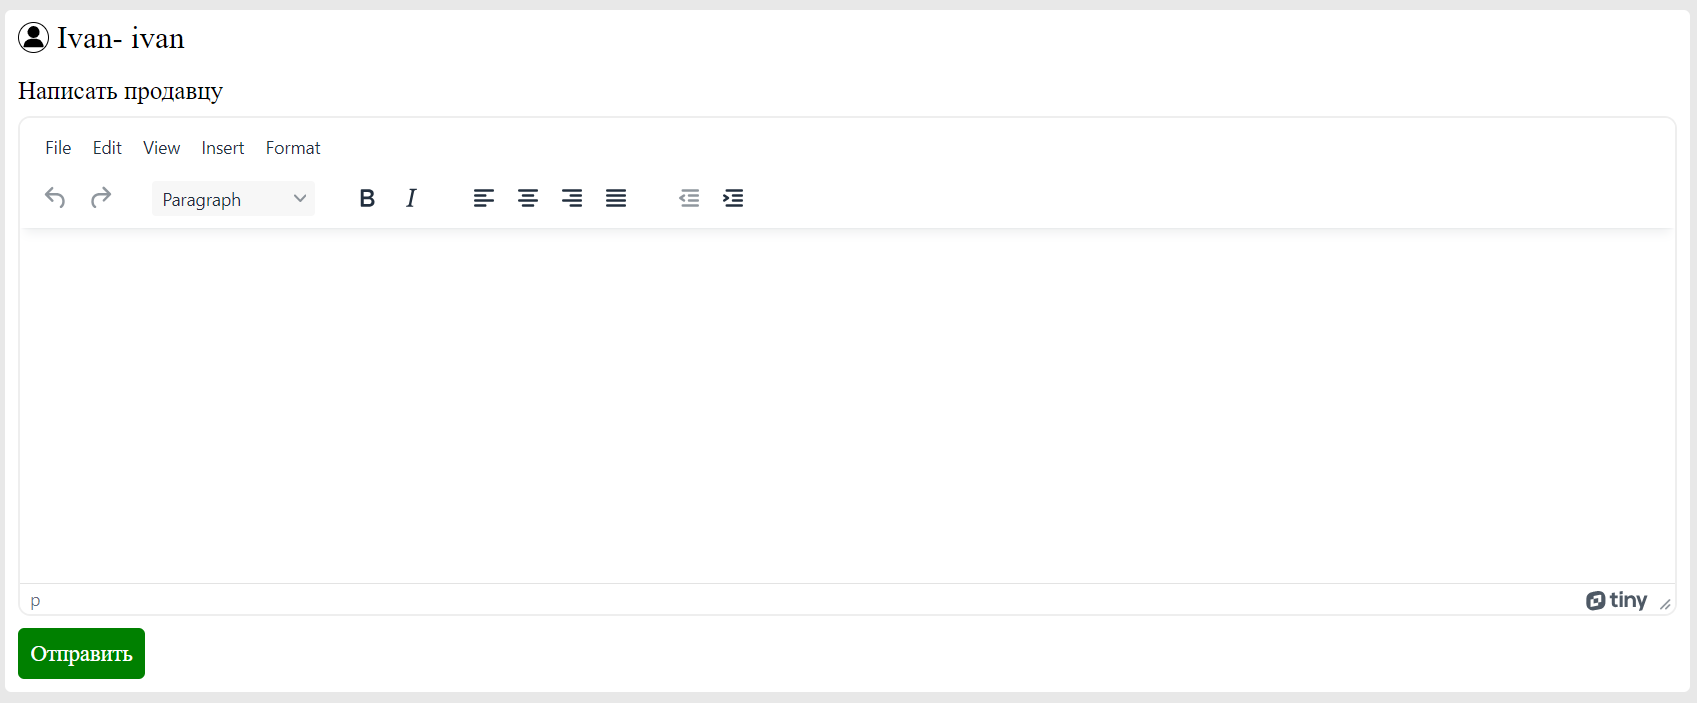 Ivan- ivan
Написать продавцу
File Edit View Insert Format
Paragraph B I
p tiny
Отправить